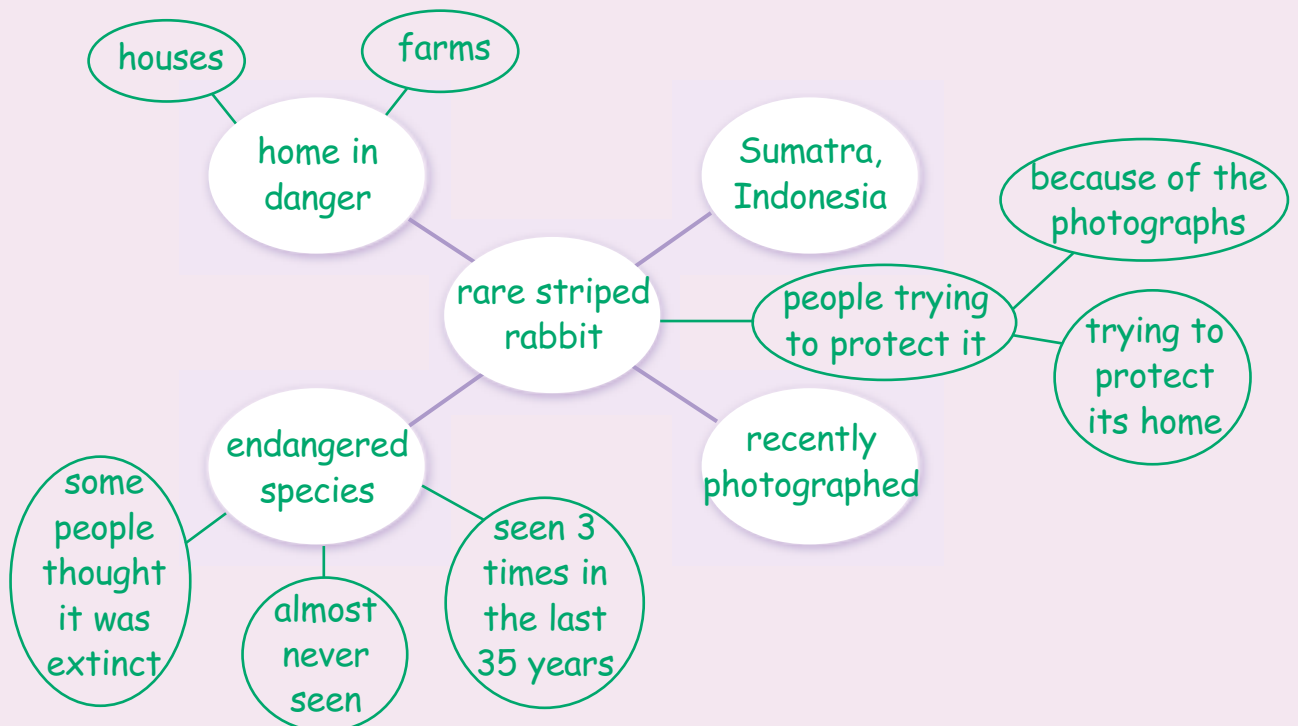 houses
farms
home in
danger
Sumatra,
Indonesia
because of the
photographs
rare striped
rabbit
people trying
to protect it
trying to
protect
its home
endangered
species
recently
photographed
some
people
thought
it was
extinct
almost
never
seen
seen 3
times in
the last
35 years